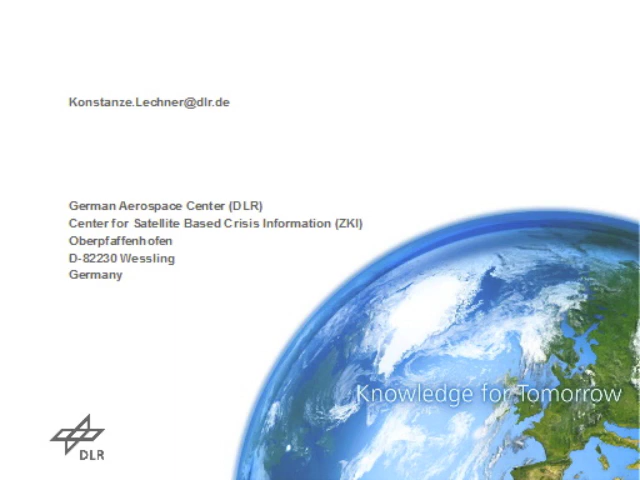 Konstanze.Lechner@dlr.de
German Aerospace Center (DLR)
Center for Satellite Based Crisis Information (ZKI)
Oberpfaffenhofen
D-82230 Wessling
Germany
Knowledge for Tomorrow
DLR